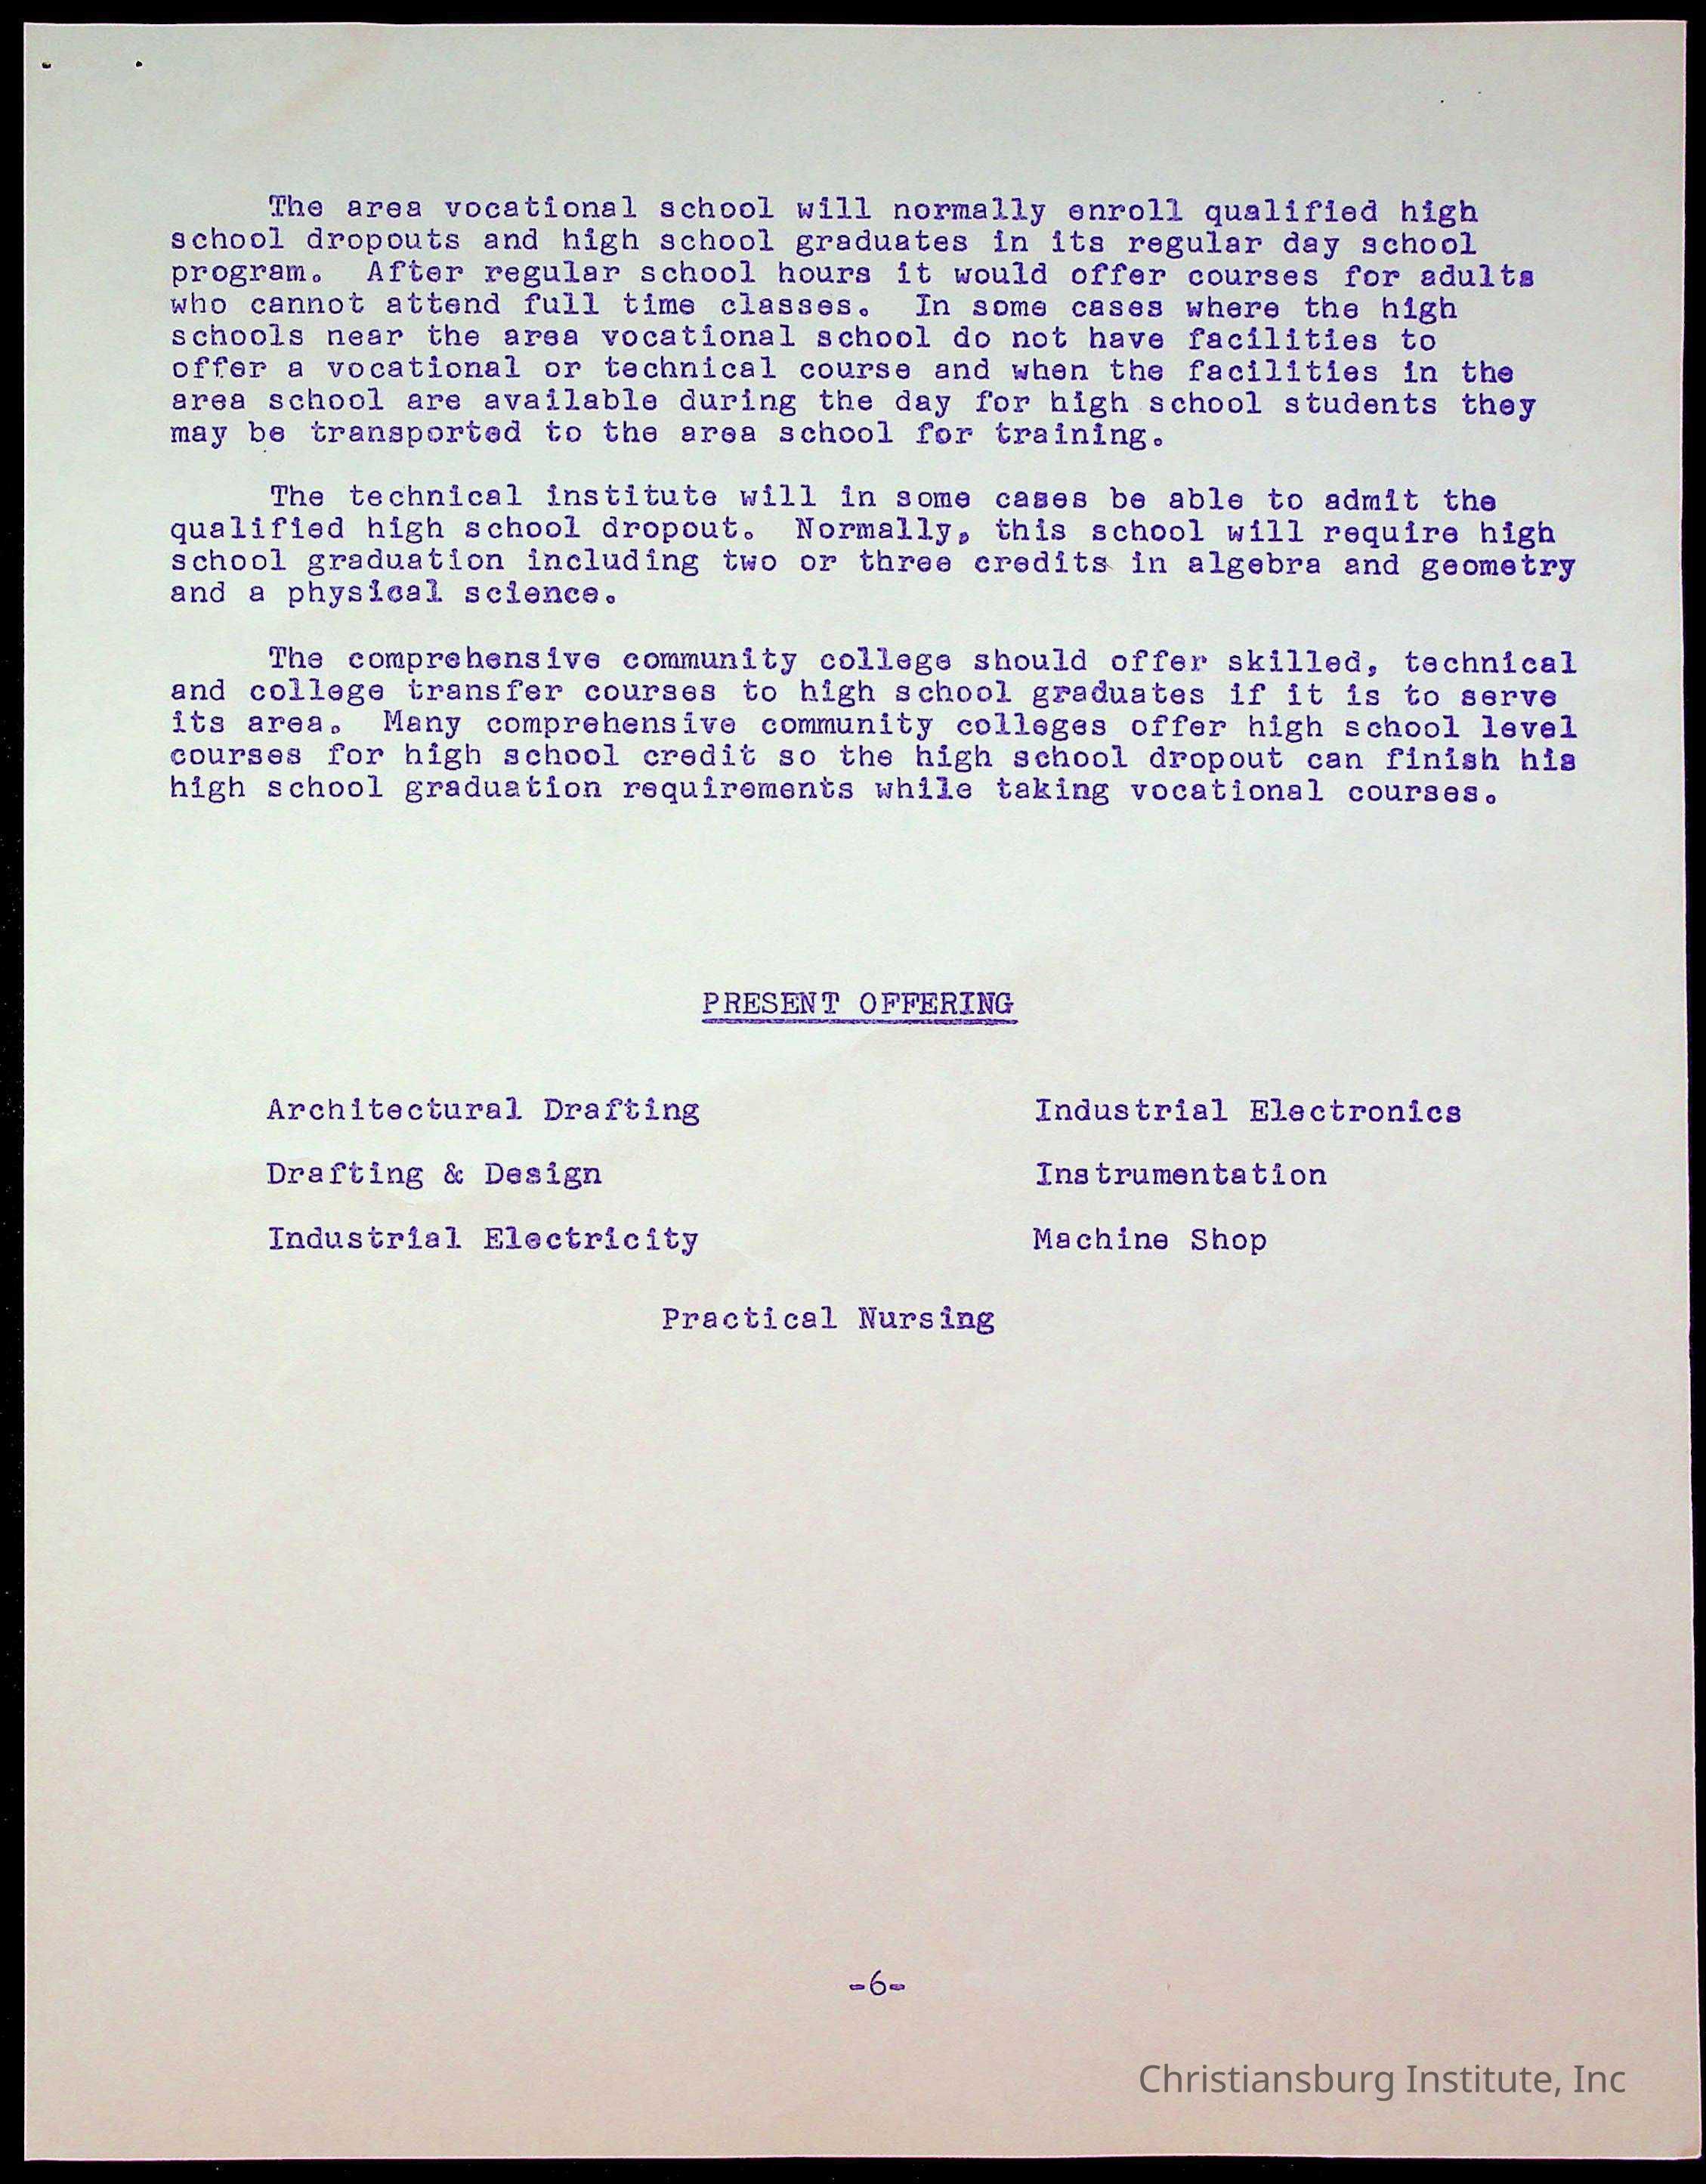 The area vocational school will normally enroll qualified high
school dropouts and high school graduates in its regular day school
program.  After regular school hours it would offer courses for adults
who cannot attend full time classes.  In some cases where the high
schools near the area vocational school do not have facilities to
offer a vocational or technical course and when the facilities in the
area school are available during the day for high school students they
may be transported to the area school for training.
The technical institute will in some cases be able to admit the
qualified high school dropout.  Normally, this school will require high
school graduation including two or three credits in algebra and geometry
and a physical science.
The comprehensive community college should offer skilled, technical
and college transfer courses to high school graduates if it is to serve
its area.  Many comprehensive community colleges offer high school level
courses for high school credit so the high school dropout can finish his
high school graduation requirements while taking vocational courses.
PRESENT OFFERING
Architectural Drafting
Industrial Electronics
Drafting & Design
Instrumentation
Industrial Electricity
Machine Shop
Practical Nursing
-6-
Christiansburg Institute, Inc